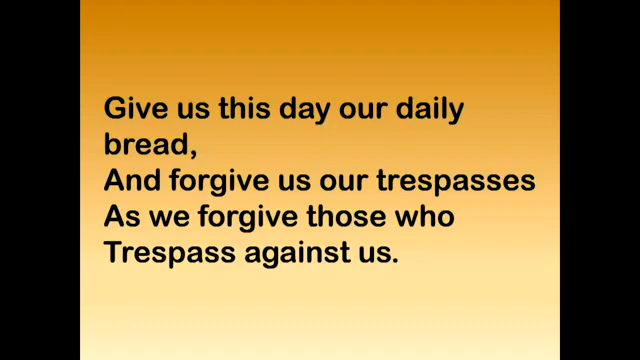 Give us this day our daily
bread,
And forgive us our trespasses
As we forgive those who
Trespass against us.